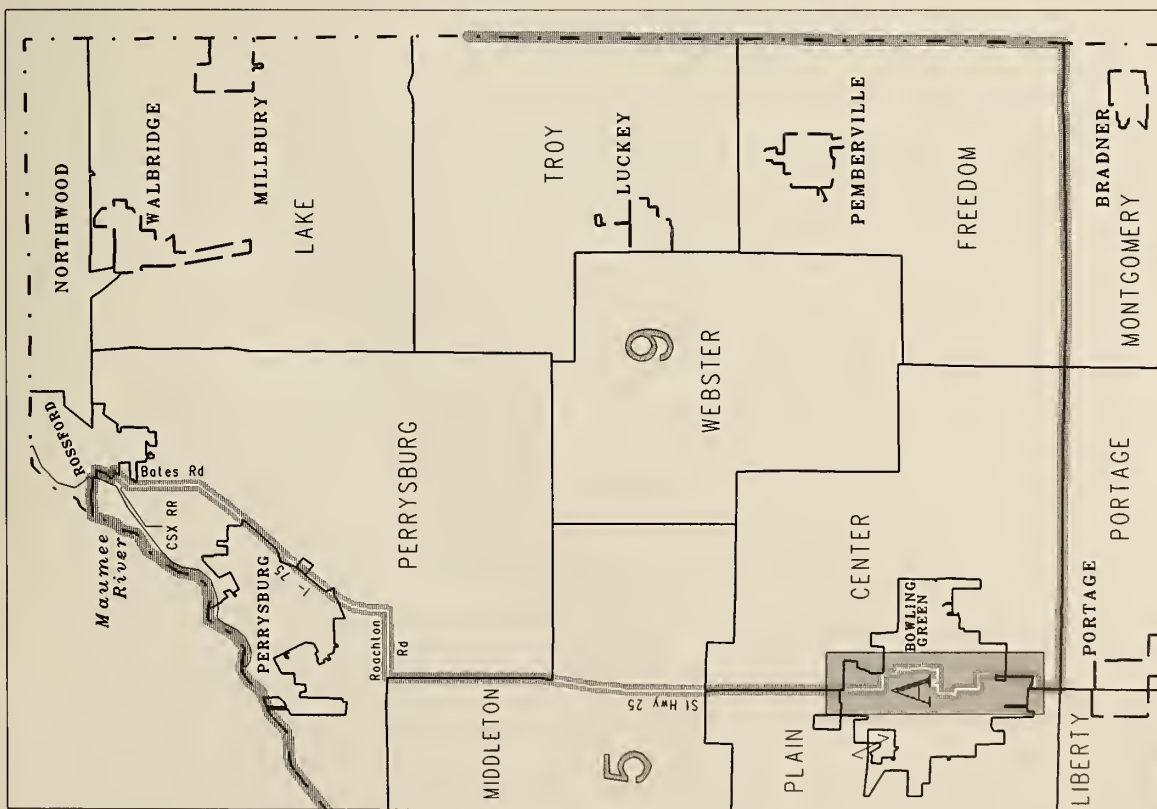 NORTHWOOD
WALBRIDGE
MILLBURY
LAKE
ROSSFORD
Bates Rd
CSX RR
Maumee
River
PERRYSBURG
I-75
Roachton
Rd
PERRYSBURG
TROY
LUCKEY
PEMBERVILLE
FREEDOM
BRADNER
MONTGOMERY
9
WEBSTER
MIDDLETON
St Hwy 25
5
CENTER
BOWLING
GREEN
A
PLAIN
PORTAGE
PORTAGE
LIBERTY